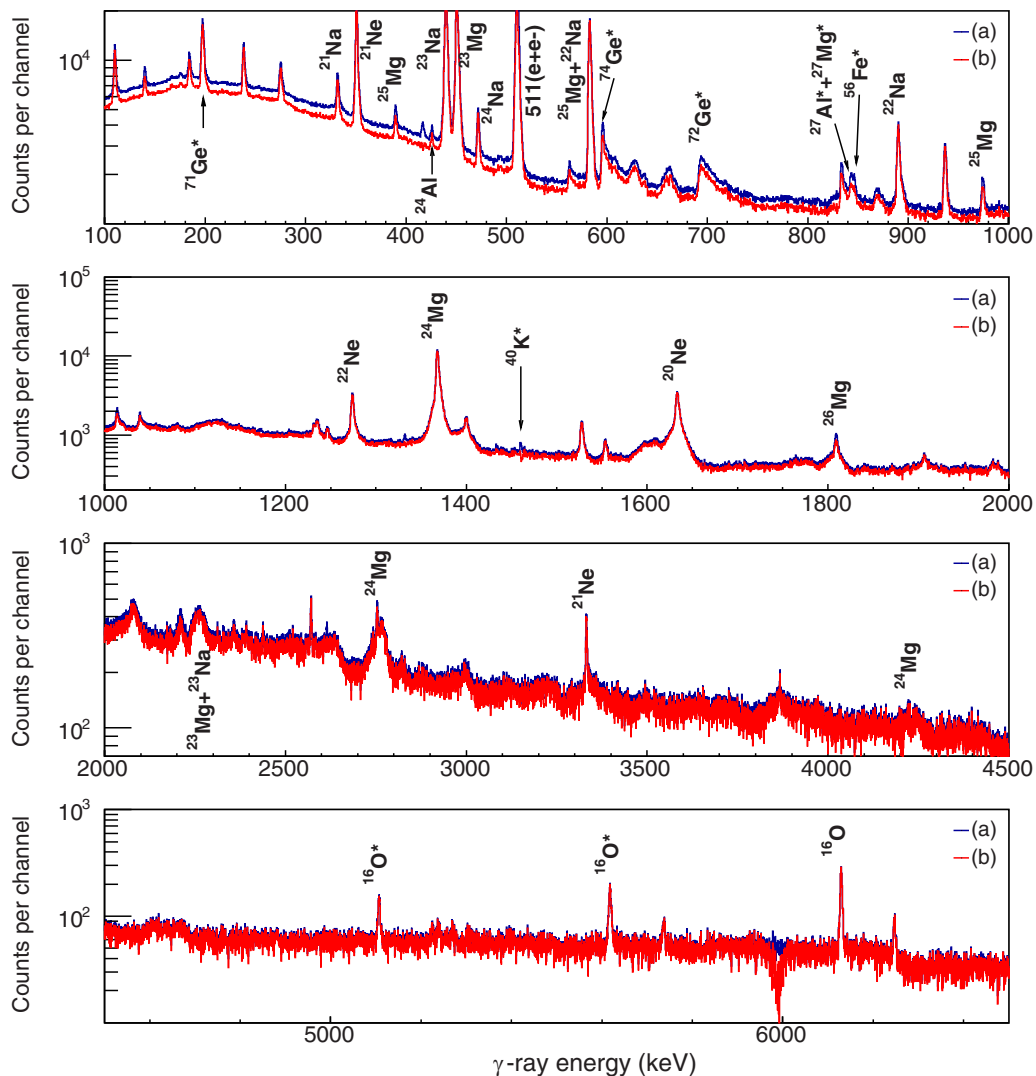 Counts per channel
10⁴
²¹Na
²¹Ne
²⁵Mg
²³Na
²³Mg
²⁴Na
511(e+e-)
²⁵Mg+²²Na
⁷⁴Ge*
⁷²Ge*
²⁷Al*+²⁷Mg*
⁵⁶Fe*
²²Na
²⁵Mg
(a)
(b)
⁷¹Ge*
²⁴Al
100 200 300 400 500 600 700 800 900 1000
Counts per channel
10⁵
10⁴
10³
²²Ne
²⁴Mg
⁴⁰K*
²⁰Ne
²⁶Mg
(a)
(b)
1000 1200 1400 1600 1800 2000
Counts per channel
10³
10²
²³Mg+ ²³Na
²⁴Mg
²¹Ne
²⁴Mg
(a)
(b)
2000 2500 3000 3500 4000 4500
Counts per channel
10³
10²
¹⁶O*
¹⁶O*
¹⁶O
(a)
(b)
5000 6000
γ-ray energy (keV)